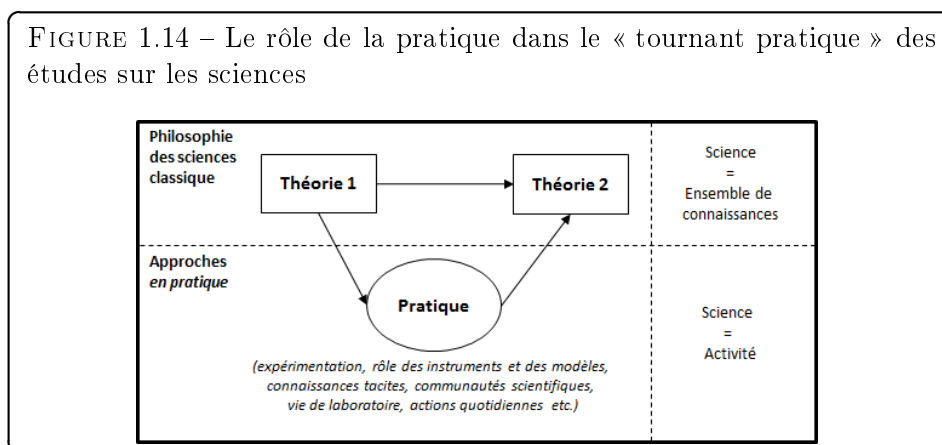 FIGURE 1.14 – Le rôle de la pratique dans le « tournant pratique » des
études sur les sciences
Philosophie
des sciences
classique
Théorie 1
Théorie 2
Science
=
Ensemble de
connaissances
Approches
en pratique
Pratique
(expérimentation, rôle des instruments et des modèles,
connaissances tacites, communautés scientifiques,
vie de laboratoire, actions quotidiennes etc.)
Science
=
Activité